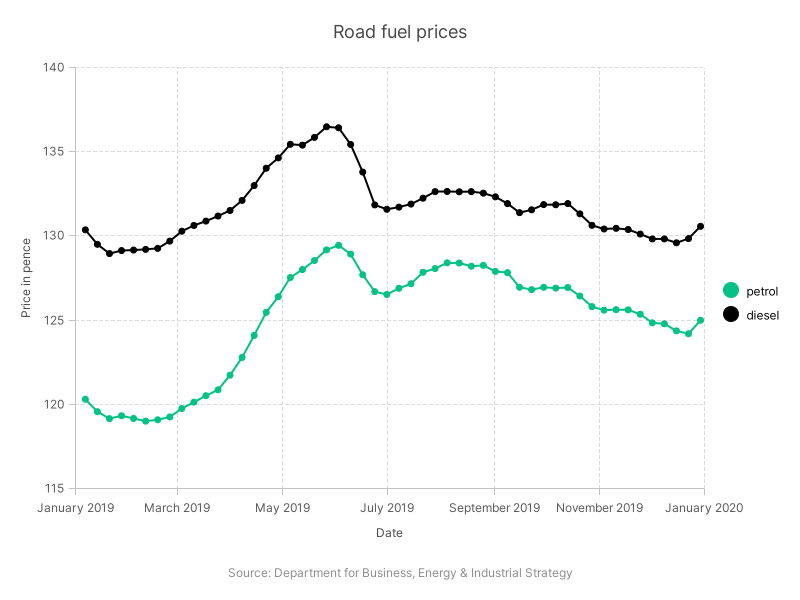 Road fuel prices
140
135
130
125
120
115
Price in pence
January 2019
March 2019
May 2019
July 2019
September 2019
November 2019
January 2020
Date
petrol
diesel
Source: Department for Business, Energy & Industrial Strategy